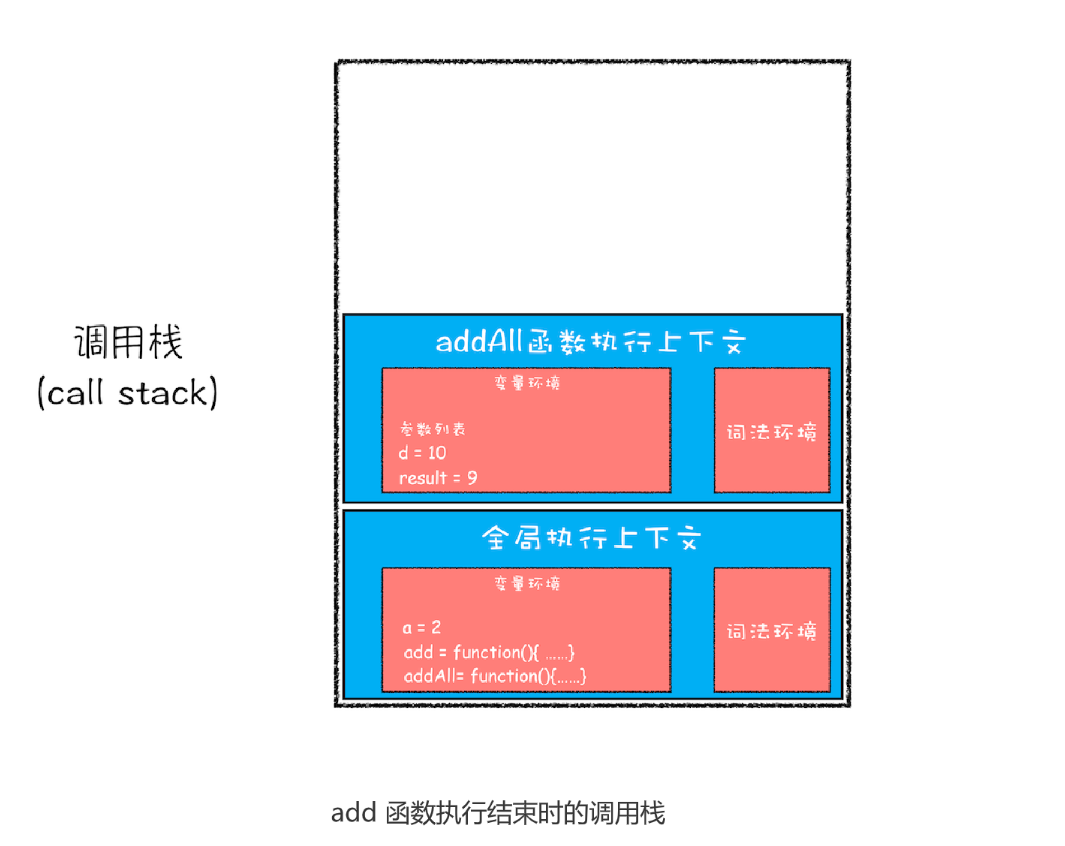 调用栈
(call stack)
addAll函数执行上下文
变量环境
参数列表
d = 10
result = 9
词法环境
全局执行上下文
变量环境
a = 2
add = function(){ ......}
addAll= function(){......}
词法环境
add 函数执行结束时的调用栈